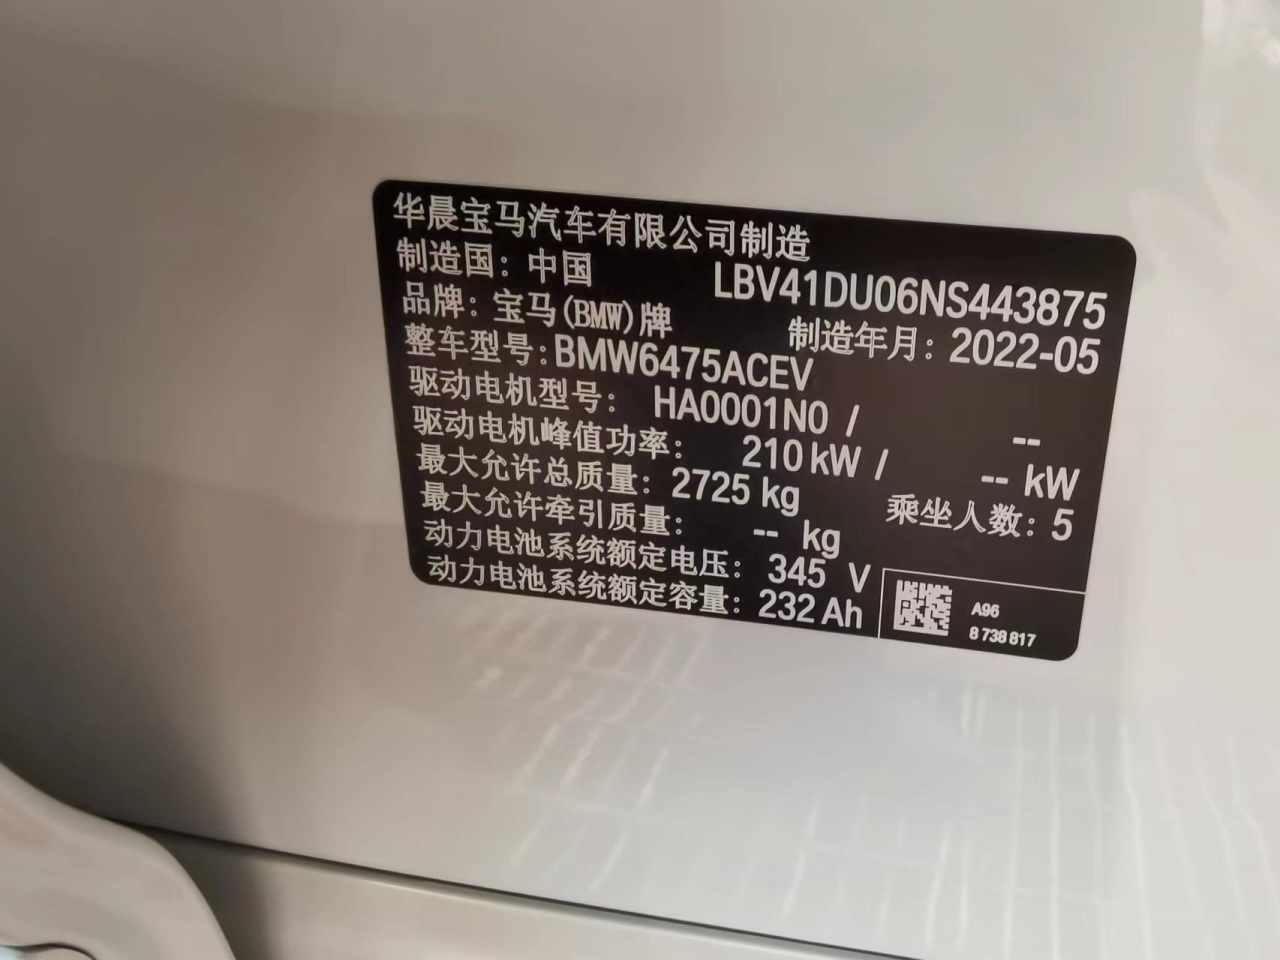 华晨宝马汽车有限公司制造
制造国：中国 LBV41DU06NS443875
品牌：宝马(BMW)牌 制造年月：2022-05
整车型号：BMW6475ACEV
驱动电机型号： HA0001N0 / --
驱动电机峰值功率： 210 kW / -- kW
最大允许总质量：2725 kg 乘坐人数：5
最大允许牵引质量： -- kg
动力电池系统额定电压： 345 V
动力电池系统额定容量：232 Ah
A96
8 738 817